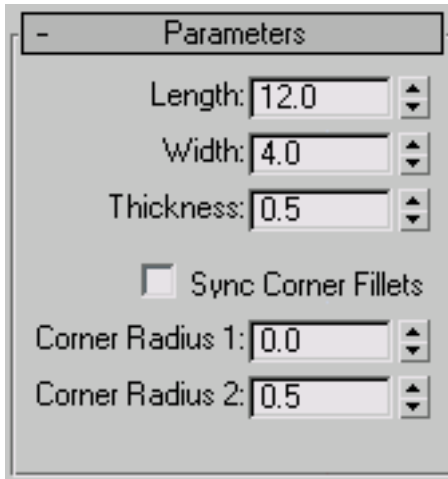 - Parameters
Length: 12.0
Width: 4.0
Thickness: 0.5
Sync Corner Fillets
Corner Radius 1: 0.0
Corner Radius 2: 0.5